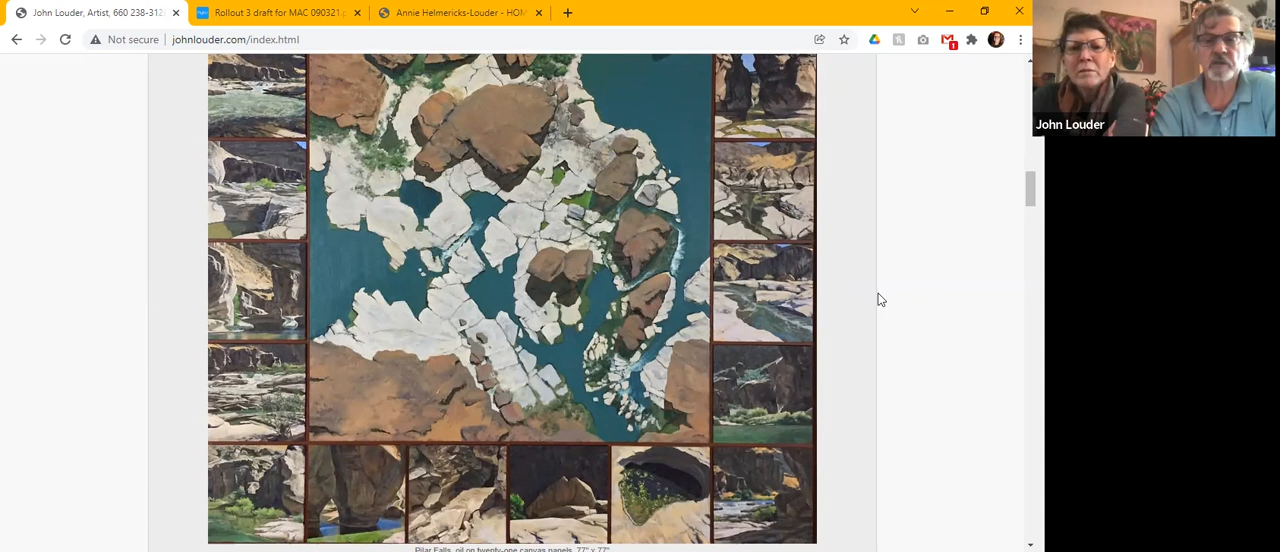 John Louder, Artist, 660 238-312
Rollout 3 draft for MAC 090321.p
Annie Helmericks-Louder - HOM
Not secure
johnlouder.com/index.html
1
John Louder
Pilar Falls, oil on twenty-one canvas panels, 77" x 77"